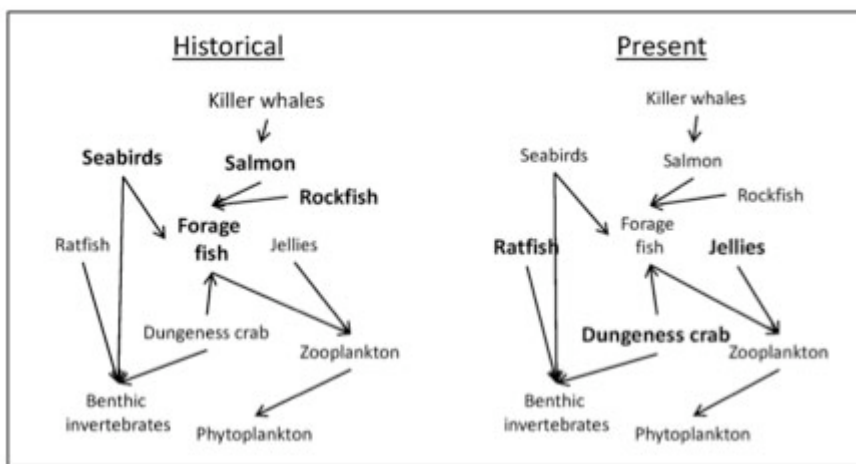 Historical
Killer whales
Seabirds
Salmon
Rockfish
Forage
fish
Ratfish
Jellies
Dungeness crab
Zooplankton
Benthic
invertebrates
Phytoplankton
Present
Killer whales
Seabirds
Salmon
Rockfish
Forage
fish
Ratfish
Jellies
Dungeness crab
Zooplankton
Benthic
invertebrates
Phytoplankton